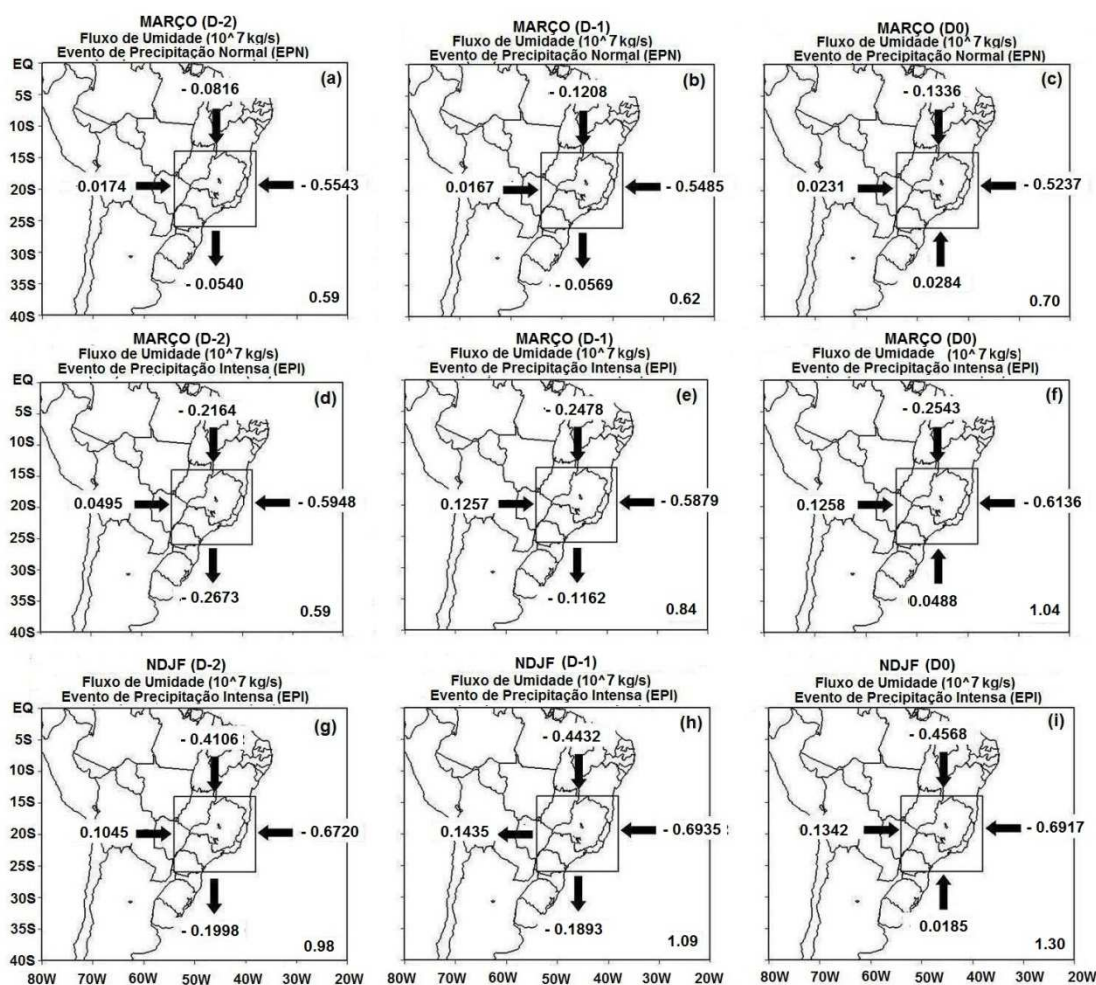 MARÇO (D-2)
Fluxo de Umidade (10^7 kg/s)
Evento de Precipitação Normal (EPN)
MARÇO (D-1)
Fluxo de Umidade (10^7 kg/s)
Evento de Precipitação Normal (EPN)
MARÇO (D0)
Fluxo de Umidade (10^7 kg/s)
Evento de Precipitação Normal (EPN)
EQ
5S
10S
15S
20S
25S
30S
35S
40S
(a)
- 0.0816
0.0174
- 0.5543
- 0.0540
0.59
(b)
- 0.1208
0.0167
- 0.5485
- 0.0569
0.62
(c)
- 0.1336
0.0231
- 0.5237
0.0284
0.70
MARÇO (D-2)
Fluxo de Umidade (10^7 kg/s)
Evento de Precipitação Intensa (EPI)
MARÇO (D-1)
Fluxo de Umidade (10^7 kg/s)
Evento de Precipitação Intensa (EPI)
MARÇO (D0)
Fluxo de Umidade (10^7 kg/s)
Evento de Precipitação Intensa (EPI)
EQ
5S
10S
15S
20S
25S
30S
35S
40S
(d)
- 0.2164
0.0495
- 0.5948
- 0.2673
0.59
(e)
- 0.2478
0.1257
- 0.5879
- 0.1162
0.84
(f)
- 0.2543
0.1258
- 0.6136
0.0488
1.04
NDJF (D-2)
Fluxo de Umidade (10^7 kg/s)
Evento de Precipitação Intensa (EPI)
NDJF (D-1)
Fluxo de Umidade (10^7 kg/s)
Evento de Precipitação Intensa (EPI)
NDJF (D0)
Fluxo de Umidade (10^7 kg/s)
Evento de Precipitação Intensa (EPI)
EQ
5S
10S
15S
20S
25S
30S
35S
40S
(g)
- 0.4106
0.1045
- 0.6720
- 0.1998
0.98
(h)
- 0.4432
0.1435
- 0.6935
- 0.1893
1.09
(i)
- 0.4568
0.1342
- 0.6917
0.0185
1.30
80W 70W 60W 50W 40W 30W 20W
80W 70W 60W 50W 40W 30W 20W
80W 70W 60W 50W 40W 30W 20W